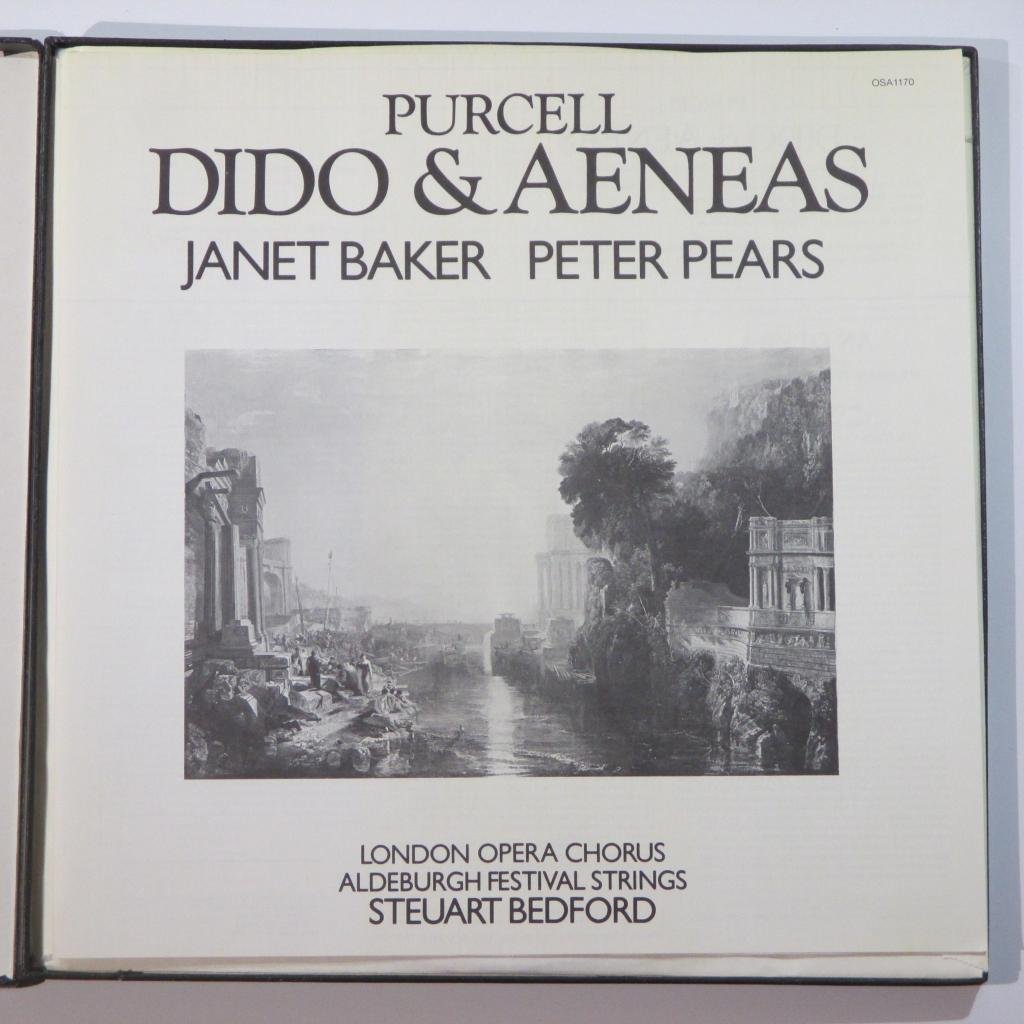 OSA1170
PURCELL
DIDO & AENEAS
JANET BAKER PETER PEARS
LONDON OPERA CHORUS
ALDEBURGH FESTIVAL STRINGS
STEUART BEDFORD